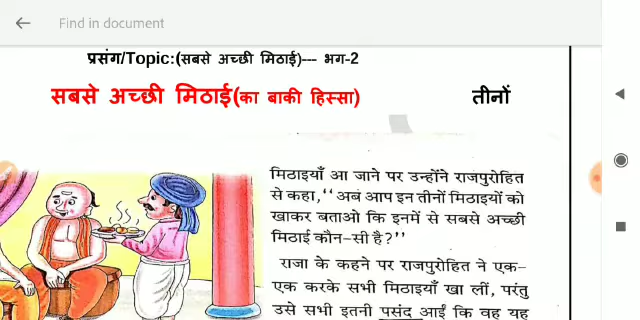 Find in document
प्रसंग/Topic:(सबसे अच्छी मिठाई)--- भग-2
सबसे अच्छी मिठाई(का बाकी हिस्सा) तीनों
मिठाइयाँ आ जाने पर उन्होंने राजपुरोहित
से कहा, ‘‘अब आप इन तीनों मिठाइयों को
खाकर बताओ कि इनमें से सबसे अच्छी
मिठाई कौन-सी है?’’
राजा के कहने पर राजपुरोहित ने एक-
एक करके सभी मिठाइयाँ खा लीं, परंतु
उसे सभी इतनी पसंद आईं कि वह यह